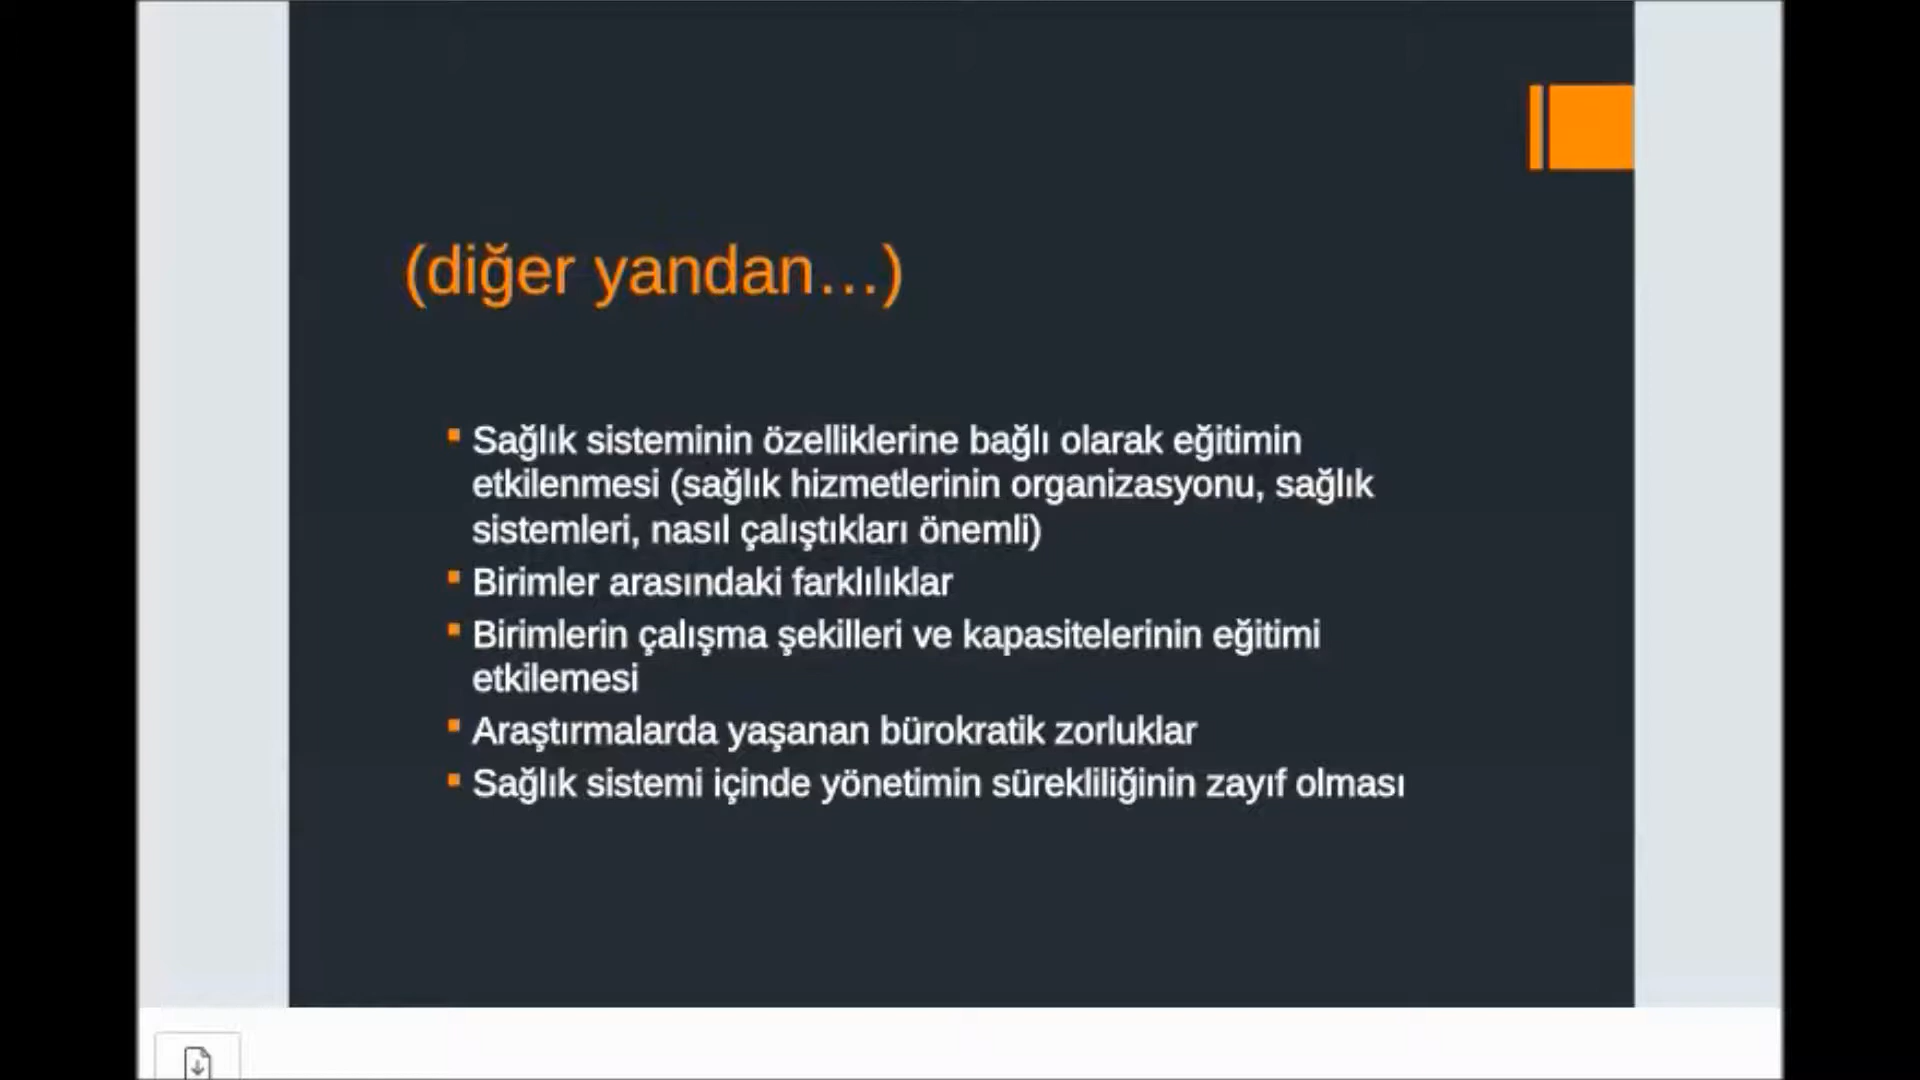 (diğer yandan…)
Sağlık sisteminin özelliklerine bağlı olarak eğitimin
etkilenmesi (sağlık hizmetlerinin organizasyonu, sağlık
sistemleri, nasıl çalıştıkları önemli)
Birimler arasındaki farklılıklar
Birimlerin çalışma şekilleri ve kapasitelerinin eğitimi
etkilemesi
Araştırmalarda yaşanan bürokratik zorluklar
Sağlık sistemi içinde yönetimin sürekliliğinin zayıf olması